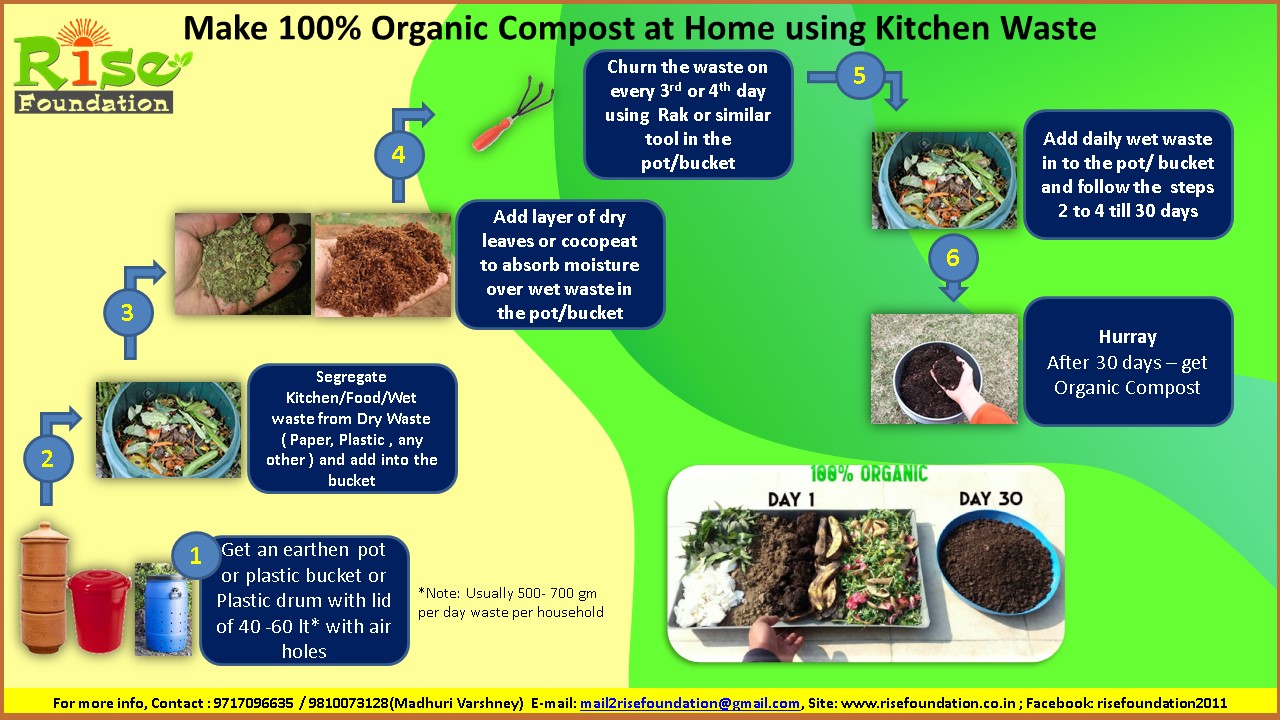 Make 100% Organic Compost at Home using Kitchen Waste
Rise
Foundation
1
Get an earthen pot
or plastic bucket or
Plastic drum with lid
of 40 -60 lt* with air
holes
*Note: Usually 500- 700 gm
per day waste per household
2
Segregate
Kitchen/Food/Wet
waste from Dry Waste
( Paper, Plastic , any
other ) and add into the
bucket
3
Add layer of dry
leaves or cocopeat
to absorb moisture
over wet waste in
the pot/bucket
4
Churn the waste on
every 3rd or 4th day
using Rak or similar
tool in the
pot/bucket
5
Add daily wet waste
in to the pot/ bucket
and follow the steps
2 to 4 till 30 days
6
Hurray
After 30 days – get
Organic Compost
100% ORGANIC
DAY 1
DAY 30
For more info, Contact : 9717096635 / 9810073128(Madhuri Varshney) E-mail: mail2risefoundation@gmail.com, Site: www.risefoundation.co.in ; Facebook: risefoundation2011